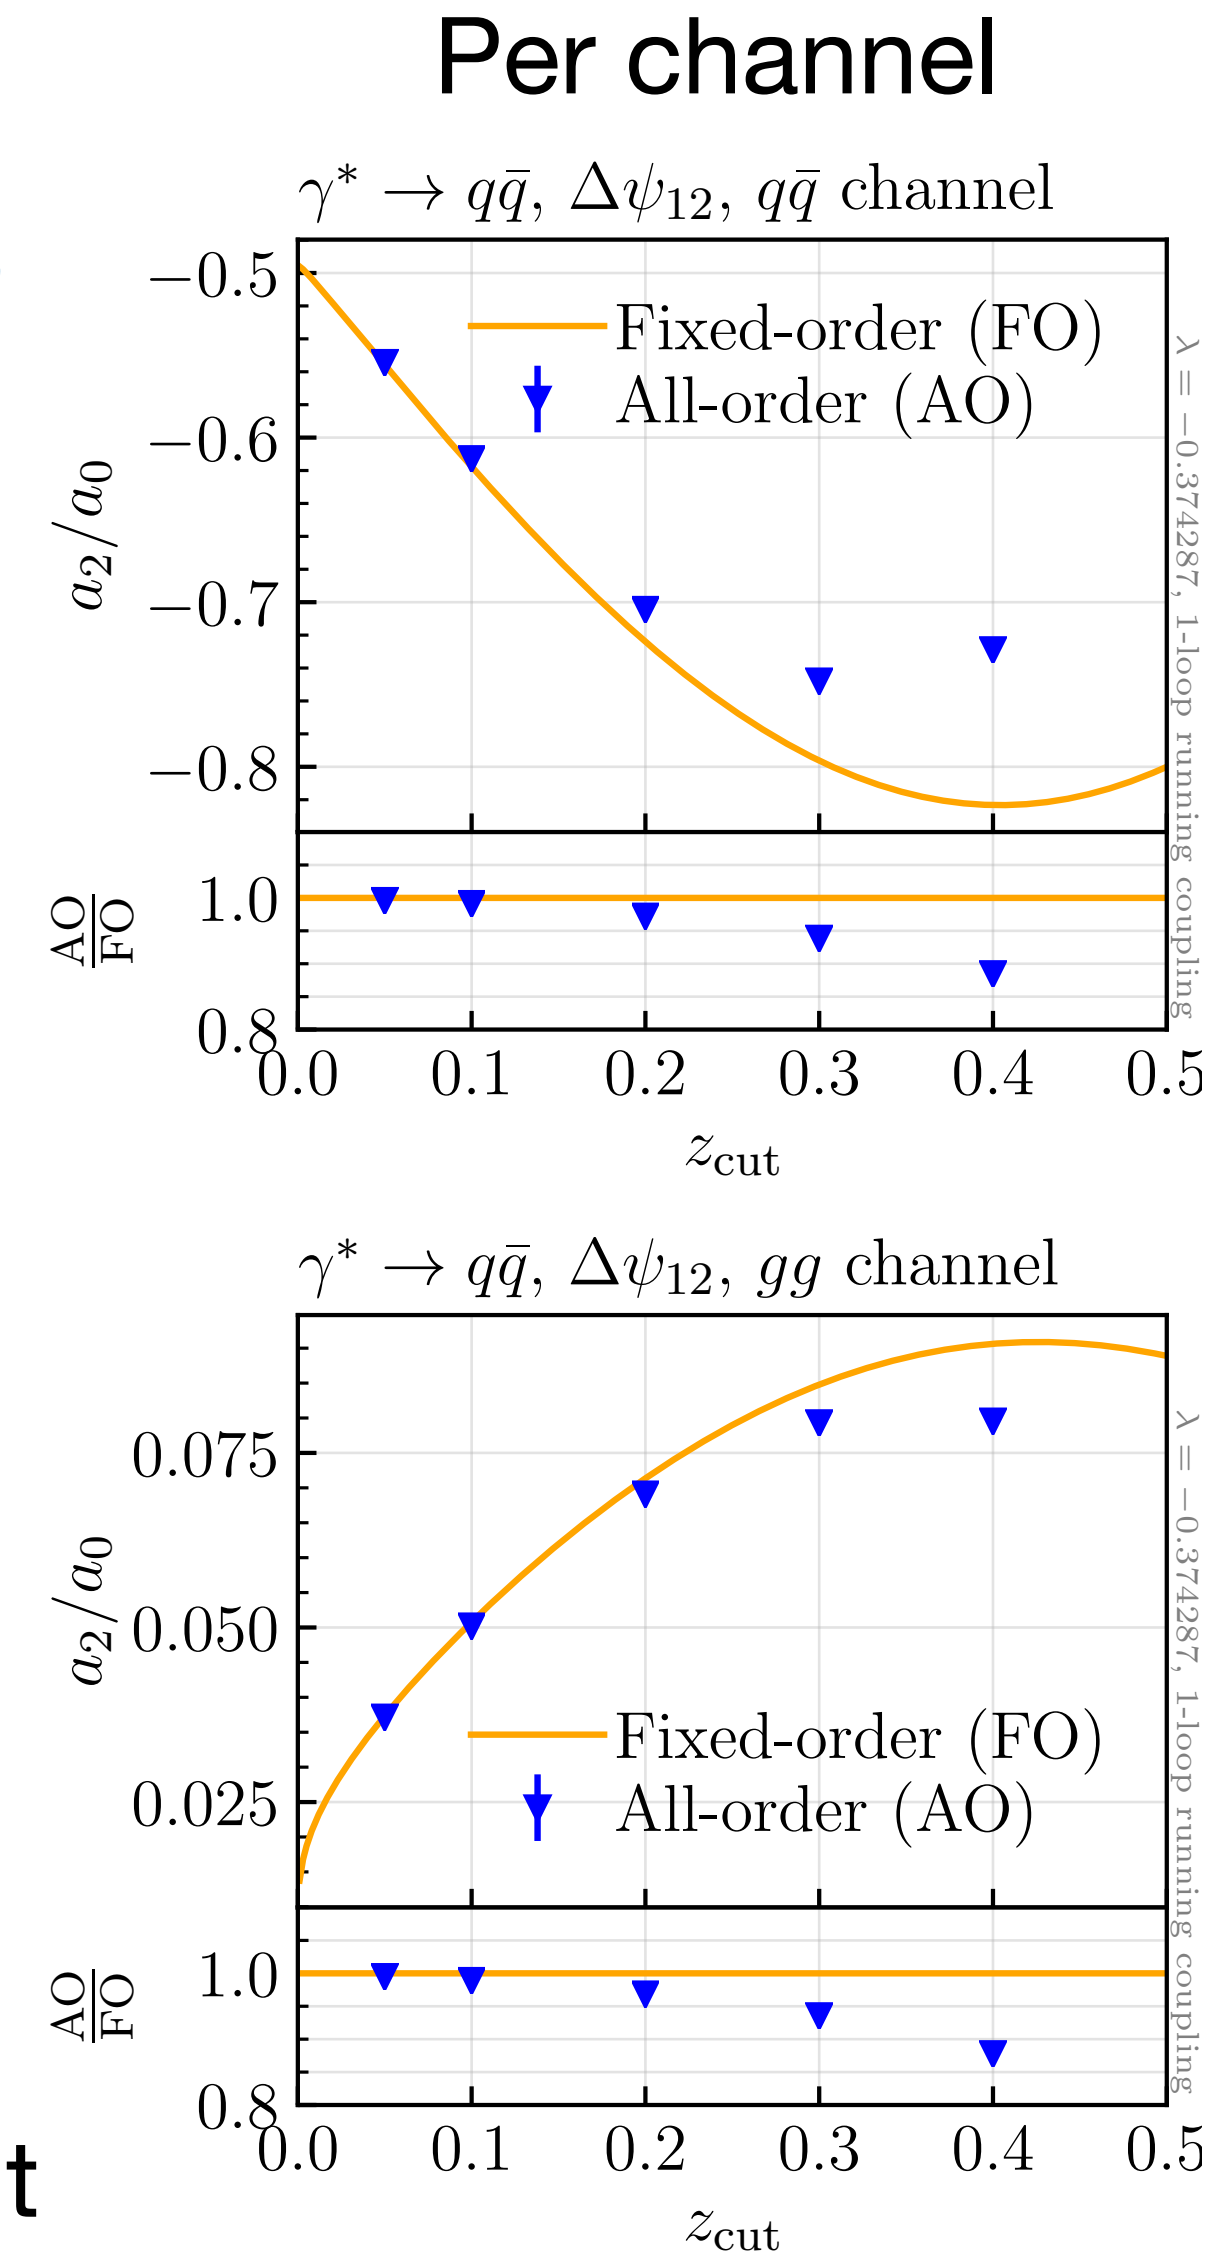 Per channel
γ* → qq̄, Δψ₁₂, qq̄ channel
−0.5
−0.6
−0.7
−0.8
a₂/a₀
Fixed-order (FO)
All-order (AO)
λ = −0.374287, 1-loop running coupling
1.0
0.8
AO/FO
0.0 0.1 0.2 0.3 0.4 0.5
z_cut
γ* → qq̄, Δψ₁₂, gg channel
0.075
0.050
0.025
a₂/a₀
Fixed-order (FO)
All-order (AO)
λ = −0.374287, 1-loop running coupling
1.0
0.8
AO/FO
0.0 0.1 0.2 0.3 0.4 0.5
t
z_cut